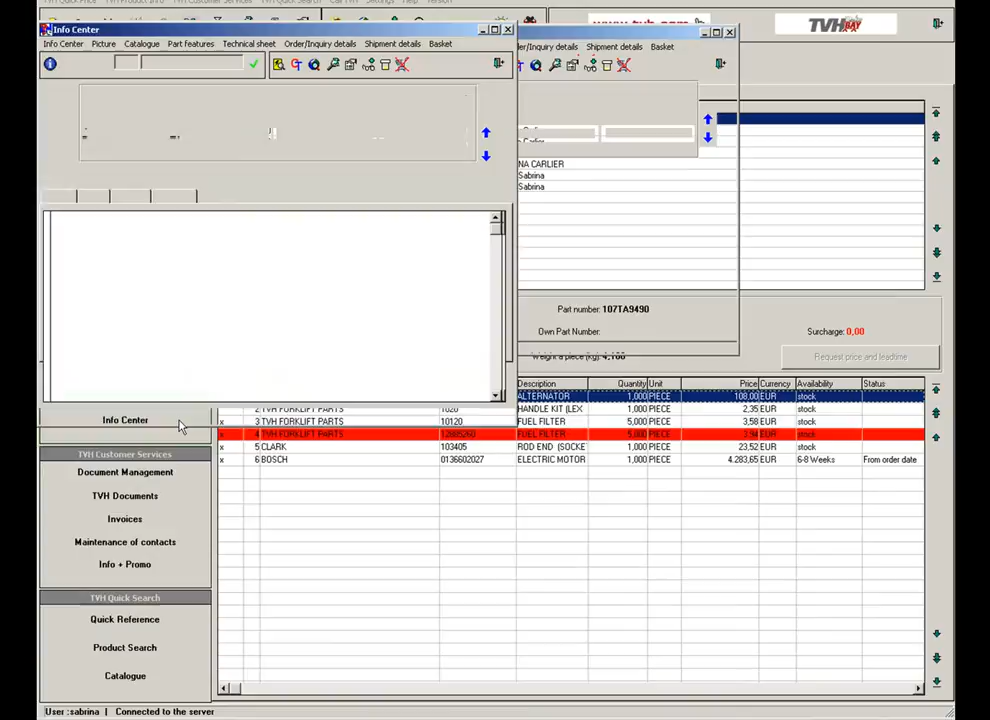 Info Center
Info Center Picture Catalogue Part features Technical sheet Order/Inquiry details Shipment details Basket
er/Inquiry details Shipment details Basket
TVH BAY
NA CARLIER
Sabrina
Sabrina
Part number: 107TA9490
Own Part Number:
Surcharge: 0,00
Request price and leadtime
Description Quantity Unit Price Currency Availability Status
ALTERNATOR 1,000 PIECE 108,00 EUR stock
2 TVH FORKLIFT PARTS 1020 HANDLE KIT (LEX 1,000 PIECE 2,35 EUR stock
x 3 TVH FORKLIFT PARTS 10120 FUEL FILTER 5,000 PIECE 3,58 EUR stock
x 4 TVH FORKLIFT PARTS FUEL FILTER 5,000 PIECE 3,94 EUR stock
x 5 CLARK 103405 ROD END (SOCKE 1,000 PIECE 23,52 EUR stock
x 6 BOSCH 0136602027 ELECTRIC MOTOR 1,000 PIECE 4.283,65 EUR 6-8 Weeks From order date
Info Center
TVH Customer Services
Document Management
TVH Documents
Invoices
Maintenance of contacts
Info + Promo
TVH Quick Search
Quick Reference
Product Search
Catalogue
User :sabrina | Connected to the server